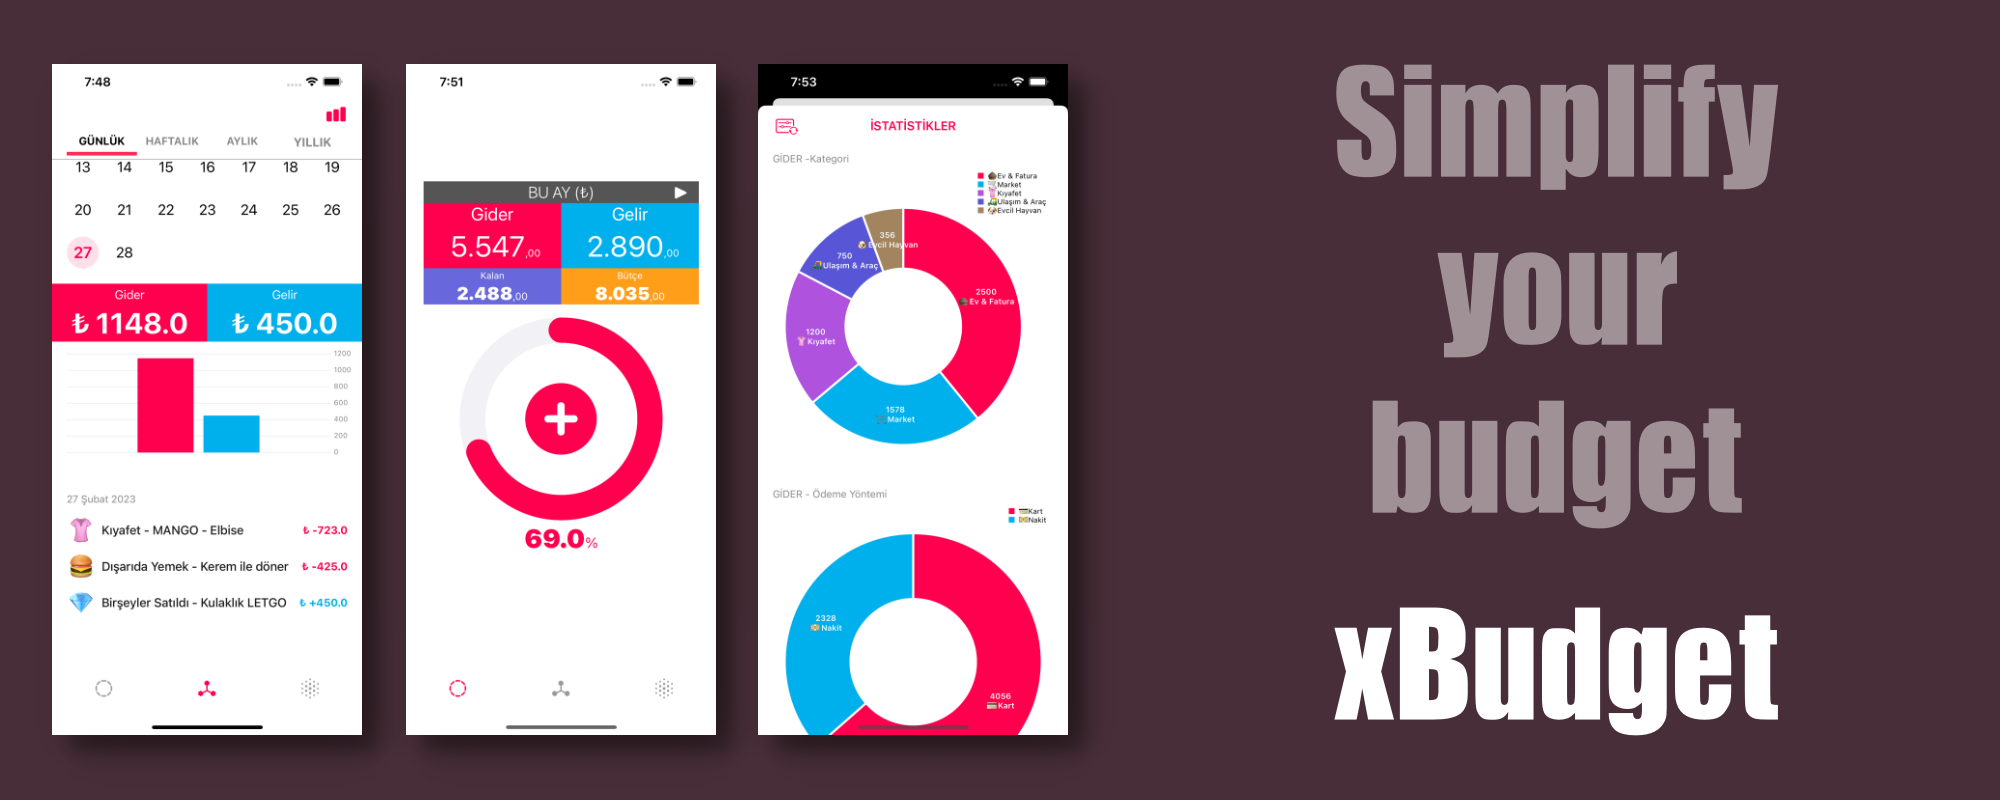 7:48
GÜNLÜK HAFTALIK AYLIK YILLIK
13 14 15 16 17 18 19
20 21 22 23 24 25 26
27 28
Gider Gelir
₺ 1148.0 ₺ 450.0
1200
1000
800
600
400
200
0
27 Şubat 2023
Kıyafet - MANGO - Elbise ₺ -723.0
Dışarıda Yemek - Kerem ile döner ₺ -425.0
Birşeyler Satıldı - Kulaklık LETGO ₺ +450.0
7:51
BU AY (₺)
Gider Gelir
5.547,00 2.890,00
Kalan Bütçe
2.488,00 8.035,00
69.0%
7:53
İSTATİSTİKLER
GİDER -Kategori
Ev & Fatura
Market
Kıyafet
Ulaşım & Araç
Evcil Hayvan
356
Evcil Hayvan
750
Ulaşım & Araç
2500
Ev & Fatura
1200
Kıyafet
1578
Market
GİDER - Ödeme Yöntemi
Kart
Nakit
2328
Nakit
4056
Kart
Simplify
your
budget
xBudget